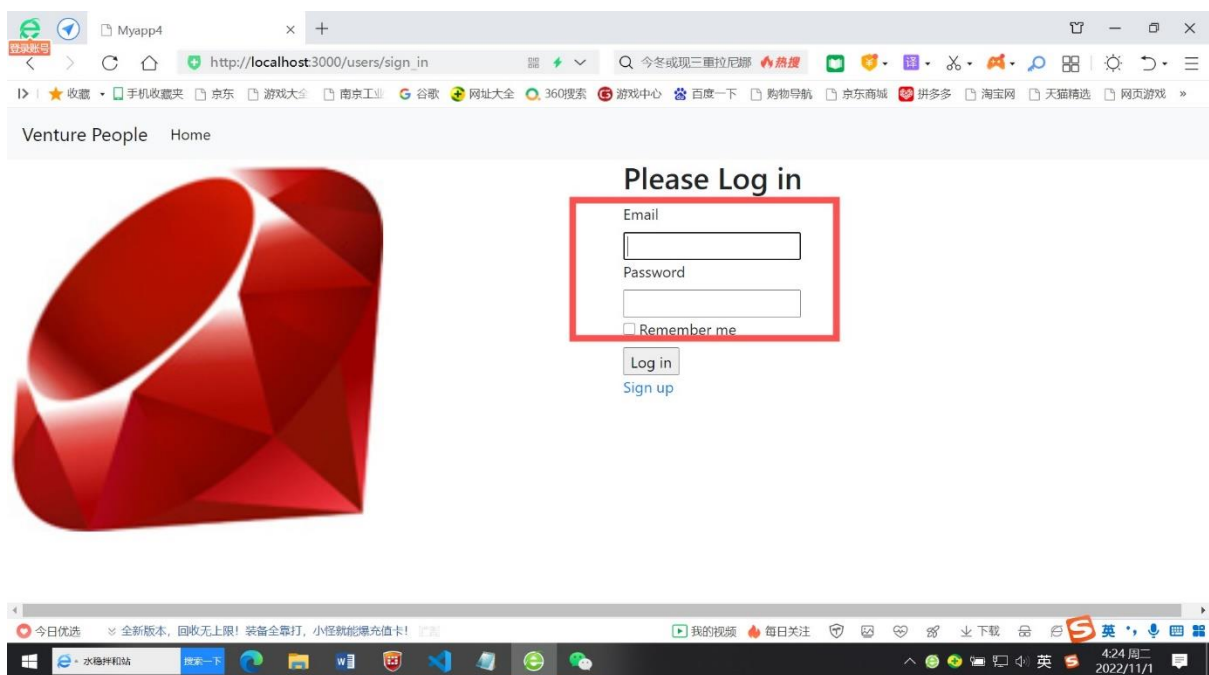 Myapp4
登录账号
http://localhost:3000/users/sign_in
今冬或现三重拉尼娜 热搜
译
收藏 手机收藏夹 京东 游戏大全 南京工业 谷歌 网址大全 360搜索 游戏中心 百度一下 购物导航 京东商城 拼多多 淘宝网 天猫精选 网页游戏 »
Venture People Home
Please Log in
Email
Password
Remember me
Log in
Sign up
今日优选 全新版本，回收无上限！装备全靠打，小怪就能爆充值卡！
我的视频 每日关注 下载 英
水稳拌和站 搜索一下 英 4:24 周二
2022/11/1